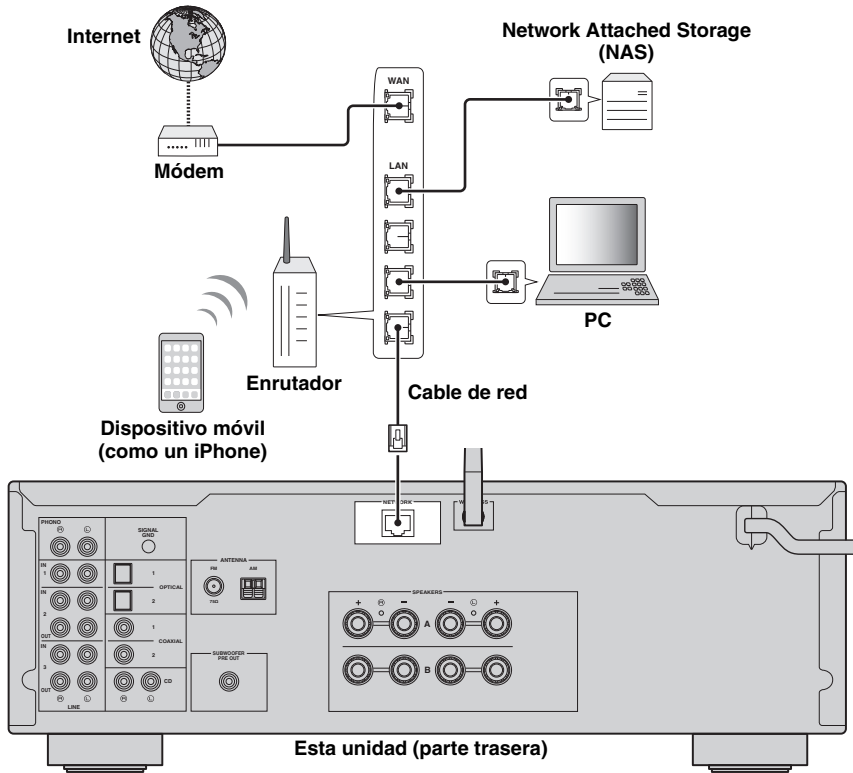 Internet
Network Attached Storage
(NAS)
WAN
Módem
LAN
PC
Enrutador
Cable de red
Dispositivo móvil
(como un iPhone)
PHONO
R L
SIGNAL
GND
ANTENNA
FM AM
75Ω
IN
1
1
OPTICAL
2
IN
2
OUT
1
COAXIAL
2
IN
3
OUT
CD
R L R L
LINE
SUBWOOFER
PRE OUT
SPEAKERS
+ R − − L +
A
B
Esta unidad (parte trasera)